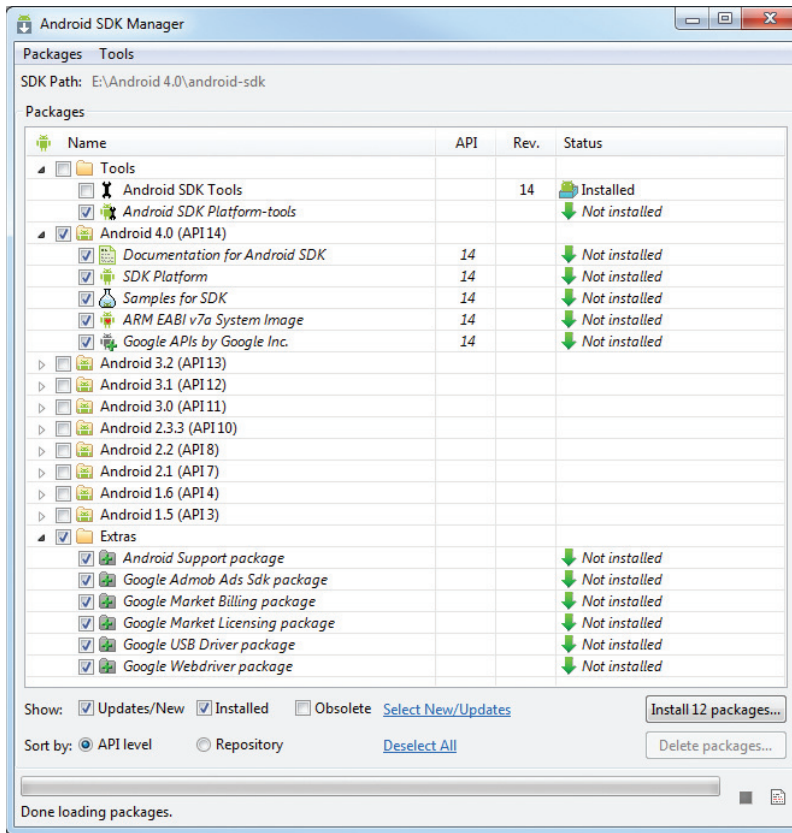 Android SDK Manager
Packages Tools
SDK Path: E:\Android 4.0\android-sdk
Packages
Name API Rev. Status
Tools
Android SDK Tools 14 Installed
Android SDK Platform-tools Not installed
Android 4.0 (API 14)
Documentation for Android SDK 14 Not installed
SDK Platform 14 Not installed
Samples for SDK 14 Not installed
ARM EABI v7a System Image 14 Not installed
Google APIs by Google Inc. 14 Not installed
Android 3.2 (API 13)
Android 3.1 (API 12)
Android 3.0 (API 11)
Android 2.3.3 (API 10)
Android 2.2 (API 8)
Android 2.1 (API 7)
Android 1.6 (API 4)
Android 1.5 (API 3)
Extras
Android Support package Not installed
Google Admob Ads Sdk package Not installed
Google Market Billing package Not installed
Google Market Licensing package Not installed
Google USB Driver package Not installed
Google Webdriver package Not installed
Show: Updates/New Installed Obsolete Select New/Updates Install 12 packages...
Sort by: API level Repository Deselect All Delete packages...
Done loading packages.